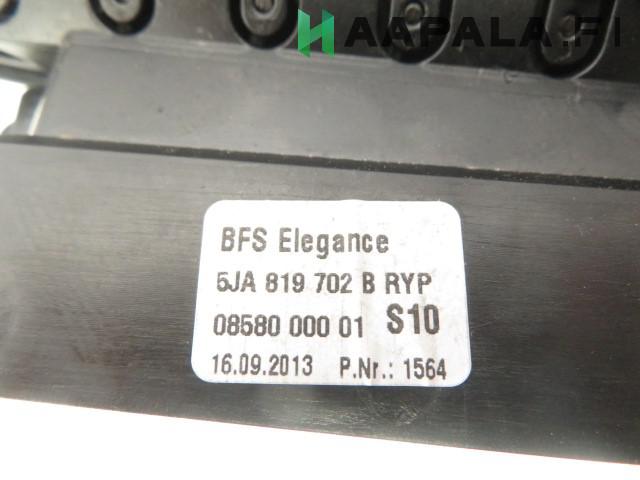 HAAPALA.FI
BFS Elegance
5JA 819 702 B RYP
08580 000 01 S10
16.09.2013 P.Nr.: 1564